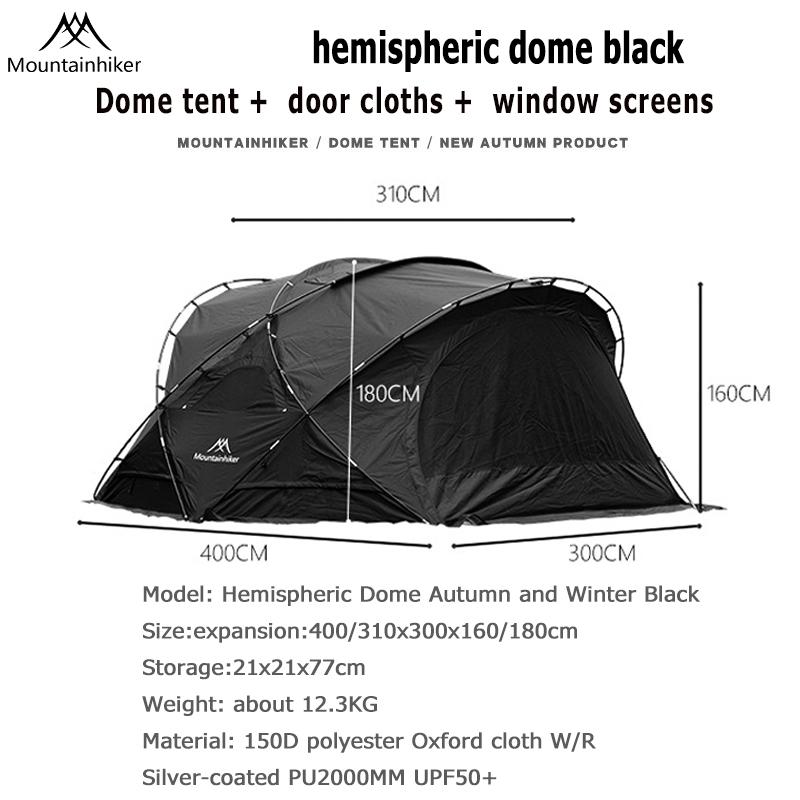 Mountainhiker
hemispheric dome black
Dome tent + door cloths + window screens
MOUNTAINHIKER / DOME TENT / NEW AUTUMN PRODUCT
310CM
180CM
160CM
Mountainhiker
400CM
300CM
Model: Hemispheric Dome Autumn and Winter Black
Size:expansion:400/310x300x160/180cm
Storage:21x21x77cm
Weight: about 12.3KG
Material: 150D polyester Oxford cloth W/R
Silver-coated PU2000MM UPF50+